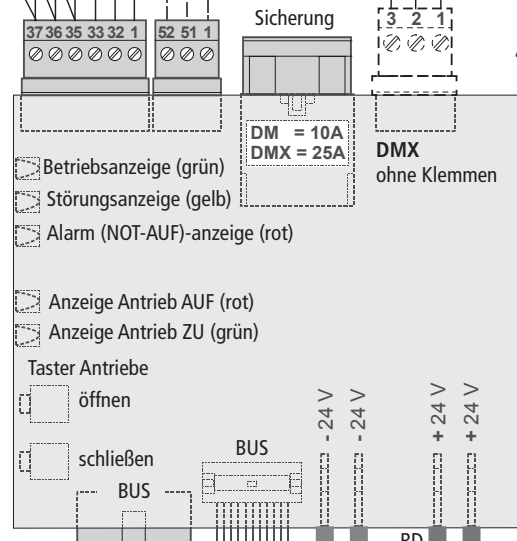 Sicherung
37 36 35 33 32 1
52 51 1
3 2 1
DM = 10A
DMX = 25A
DMX
ohne Klemmen
Betriebsanzeige (grün)
Störungsanzeige (gelb)
Alarm (NOT-AUF)-anzeige (rot)
Anzeige Antrieb AUF (rot)
Anzeige Antrieb ZU (grün)
Taster Antriebe
öffnen
schließen
BUS
BUS
- 24 V
- 24 V
+ 24 V
+ 24 V
RD